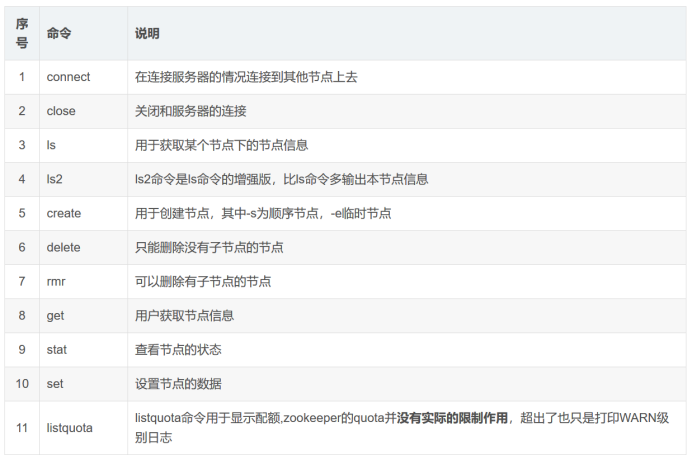 序号 命令 说明
1 connect 在连接服务器的情况连接到其他节点上去
2 close 关闭和服务器的连接
3 ls 用于获取某个节点下的节点信息
4 ls2 ls2命令是ls命令的增强版，比ls命令多输出本节点信息
5 create 用于创建节点，其中-s为顺序节点，-e临时节点
6 delete 只能删除没有子节点的节点
7 rmr 可以删除有子节点的节点
8 get 用户获取节点信息
9 stat 查看节点的状态
10 set 设置节点的数据
11 listquota listquota命令用于显示配额,zookeeper的quota并没有实际的限制作用，超出了也只是打印WARN级
别日志